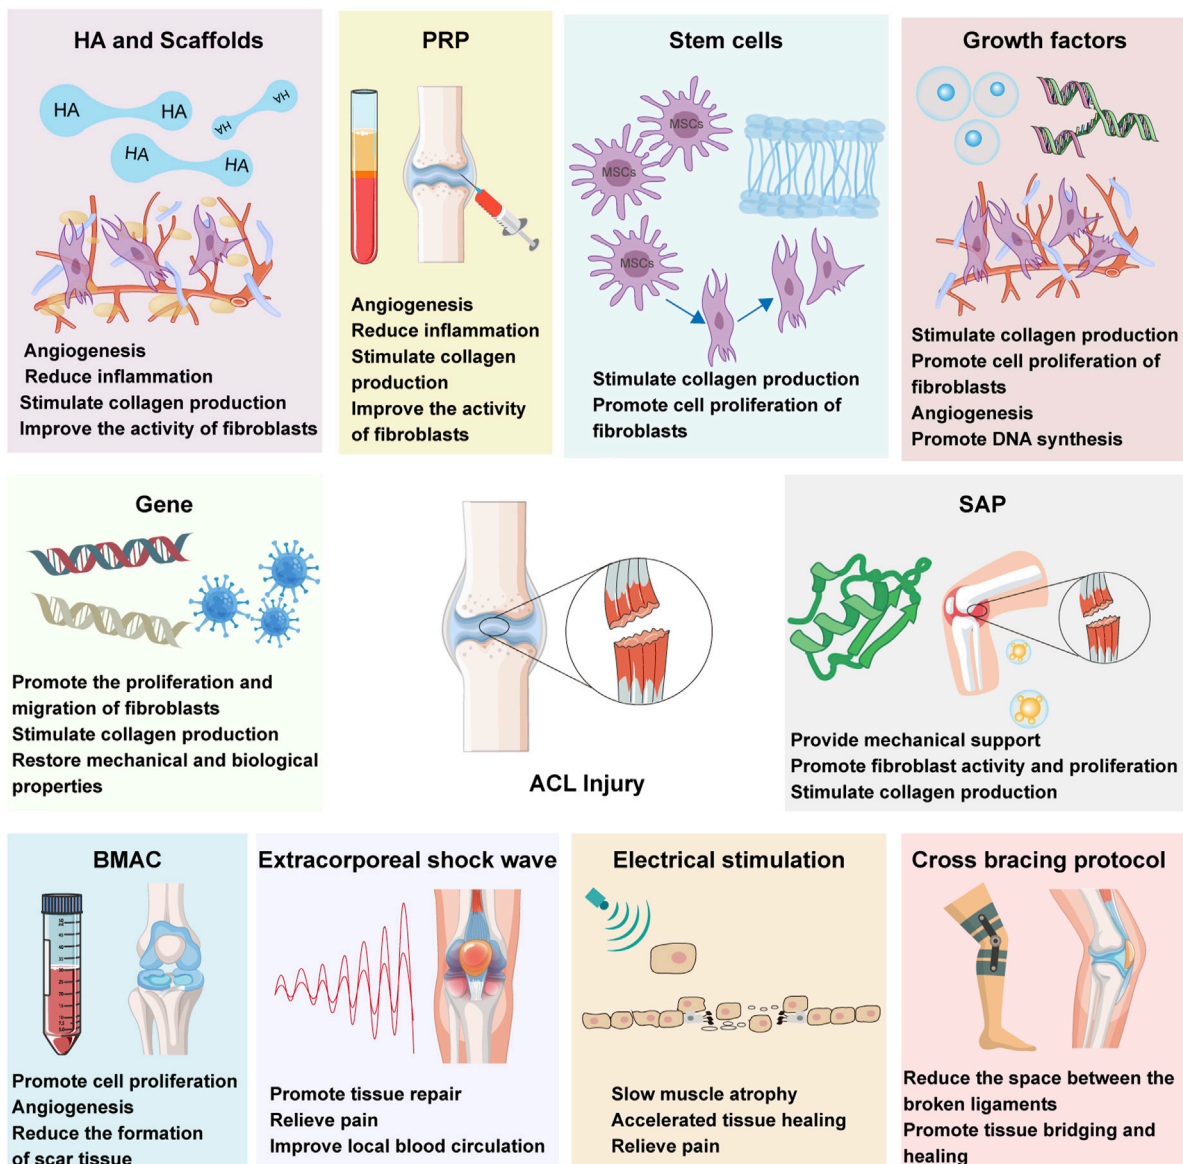 HA and Scaffolds
HA
HA
HA
HA
HA
HA
Angiogenesis
Reduce inflammation
Stimulate collagen production
Improve the activity of fibroblasts
PRP
Angiogenesis
Reduce inflammation
Stimulate collagen
production
Improve the activity
of fibroblasts
Stem cells
MSCs
MSCs
MSCs
Stimulate collagen production
Promote cell proliferation of
fibroblasts
Growth factors
Stimulate collagen production
Promote cell proliferation of
fibroblasts
Angiogenesis
Promote DNA synthesis
Gene
Promote the proliferation and
migration of fibroblasts
Stimulate collagen production
Restore mechanical and biological
properties
ACL Injury
SAP
Provide mechanical support
Promote fibroblast activity and proliferation
Stimulate collagen production
BMAC
Promote cell proliferation
Angiogenesis
Reduce the formation
of scar tissue
Extracorporeal shock wave
Promote tissue repair
Relieve pain
Improve local blood circulation
Electrical stimulation
Slow muscle atrophy
Accelerated tissue healing
Relieve pain
Cross bracing protocol
Reduce the space between the
broken ligaments
Promote tissue bridging and
healing